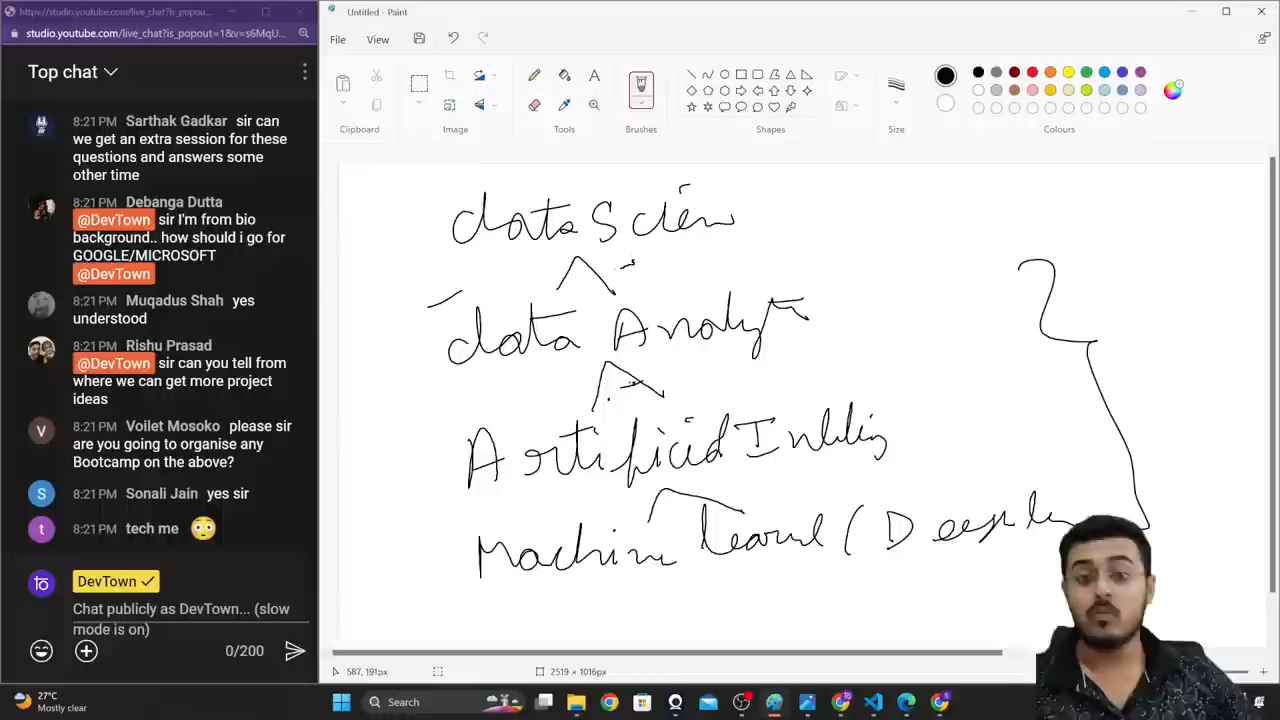 https://studio.youtube.com/live_chat?is_popou...
studio.youtube.com/live_chat?is_popout=1&v=s6MqU...
Top chat
8:21 PM Sarthak Gadkar sir can
we get an extra session for these
questions and answers some
other time
8:21 PM Debanga Dutta
@DevTown sir I'm from bio
background.. how should i go for
GOOGLE/MICROSOFT
@DevTown
8:21 PM Muqadus Shah yes
understood
8:21 PM Rishu Prasad
@DevTown sir can you tell from
where we can get more project
ideas
V 8:21 PM Voilet Mosoko please sir
are you going to organise any
Bootcamp on the above?
S 8:21 PM Sonali Jain yes sir
t 8:21 PM tech me 😳
DevTown
Chat publicly as DevTown... (slow
mode is on)
0/200
Untitled - Paint
File View
Clipboard Image Tools Brushes Shapes Size Colours
data Scien
data Analyt
Artificial Intellig
Machine Learn (Deep Le
587, 191px 2519 × 1016px
27°C
Mostly clear
Search